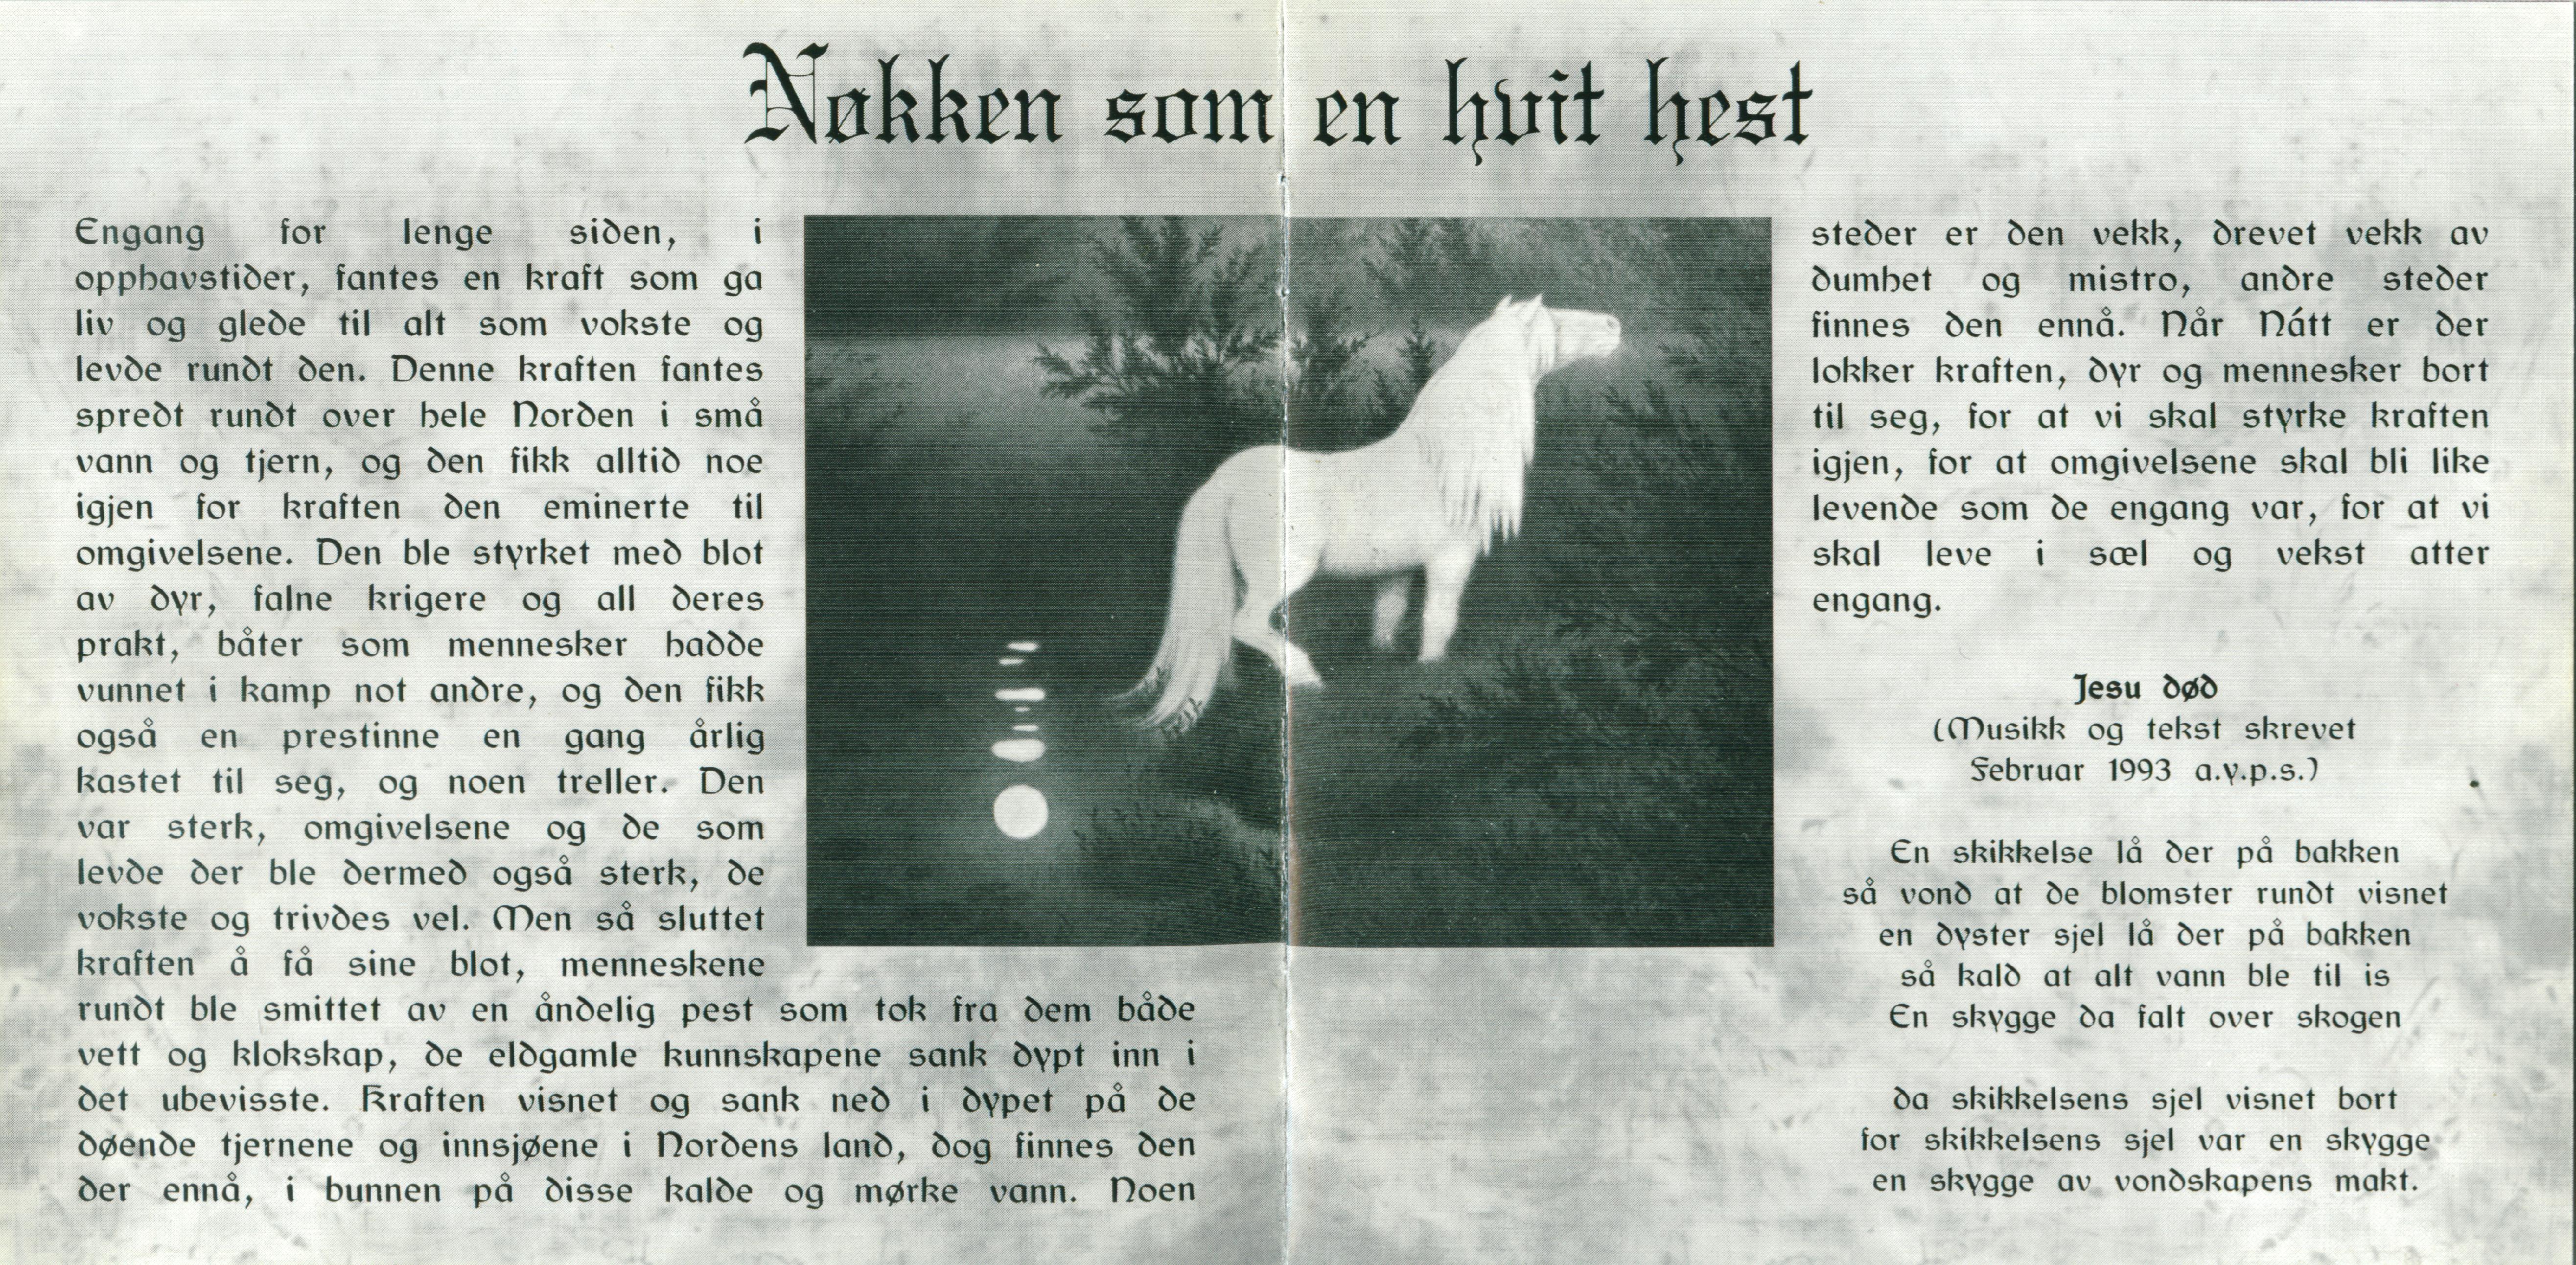 Nøkken som en hvit hest
Engang for lenge siden, i
opphavstider, fantes en kraft som ga
liv og glede til alt som vokste og
levde rundt den. Denne kraften fantes
spredt rundt over hele Norden i små
vann og tjern, og den fikk alltid noe
igjen for kraften den eminerte til
omgivelsene. Den ble styrket med blot
av dyr, falne krigere og all deres
prakt, båter som mennesker hadde
vunnet i kamp not andre, og den fikk
også en prestinne en gang årlig
kastet til seg, og noen treller. Den
var sterk, omgivelsene og de som
levde der ble dermed også sterk, de
vokste og trivdes vel. Men så sluttet
kraften å få sine blot, menneskene
rundt ble smittet av en åndelig pest som tok fra dem både
vett og klokskap, de eldgamle kunnskapene sank dypt inn i
det ubevisste. Kraften visnet og sank ned i dypet på de
døende tjernene og innsjøene i Nordens land, dog finnes den
der ennå, i bunnen på disse kalde og mørke vann. Noen
steder er den vekk, drevet vekk av
dumhet og mistro, andre steder
finnes den ennå. Når Nátt er der
lokker kraften, dyr og mennesker bort
til seg, for at vi skal styrke kraften
igjen, for at omgivelsene skal bli like
levende som de engang var, for at vi
skal leve i sæl og vekst atter
engang.
Jesu død
(Musikk og tekst skrevet
Februar 1993 a.y.p.s.)
En skikkelse lå der på bakken
så vond at de blomster rundt visnet
en dyster sjel lå der på bakken
så kald at alt vann ble til is
En skygge da falt over skogen
da skikkelsens sjel visnet bort
for skikkelsens sjel var en skygge
en skygge av vondskapens makt.